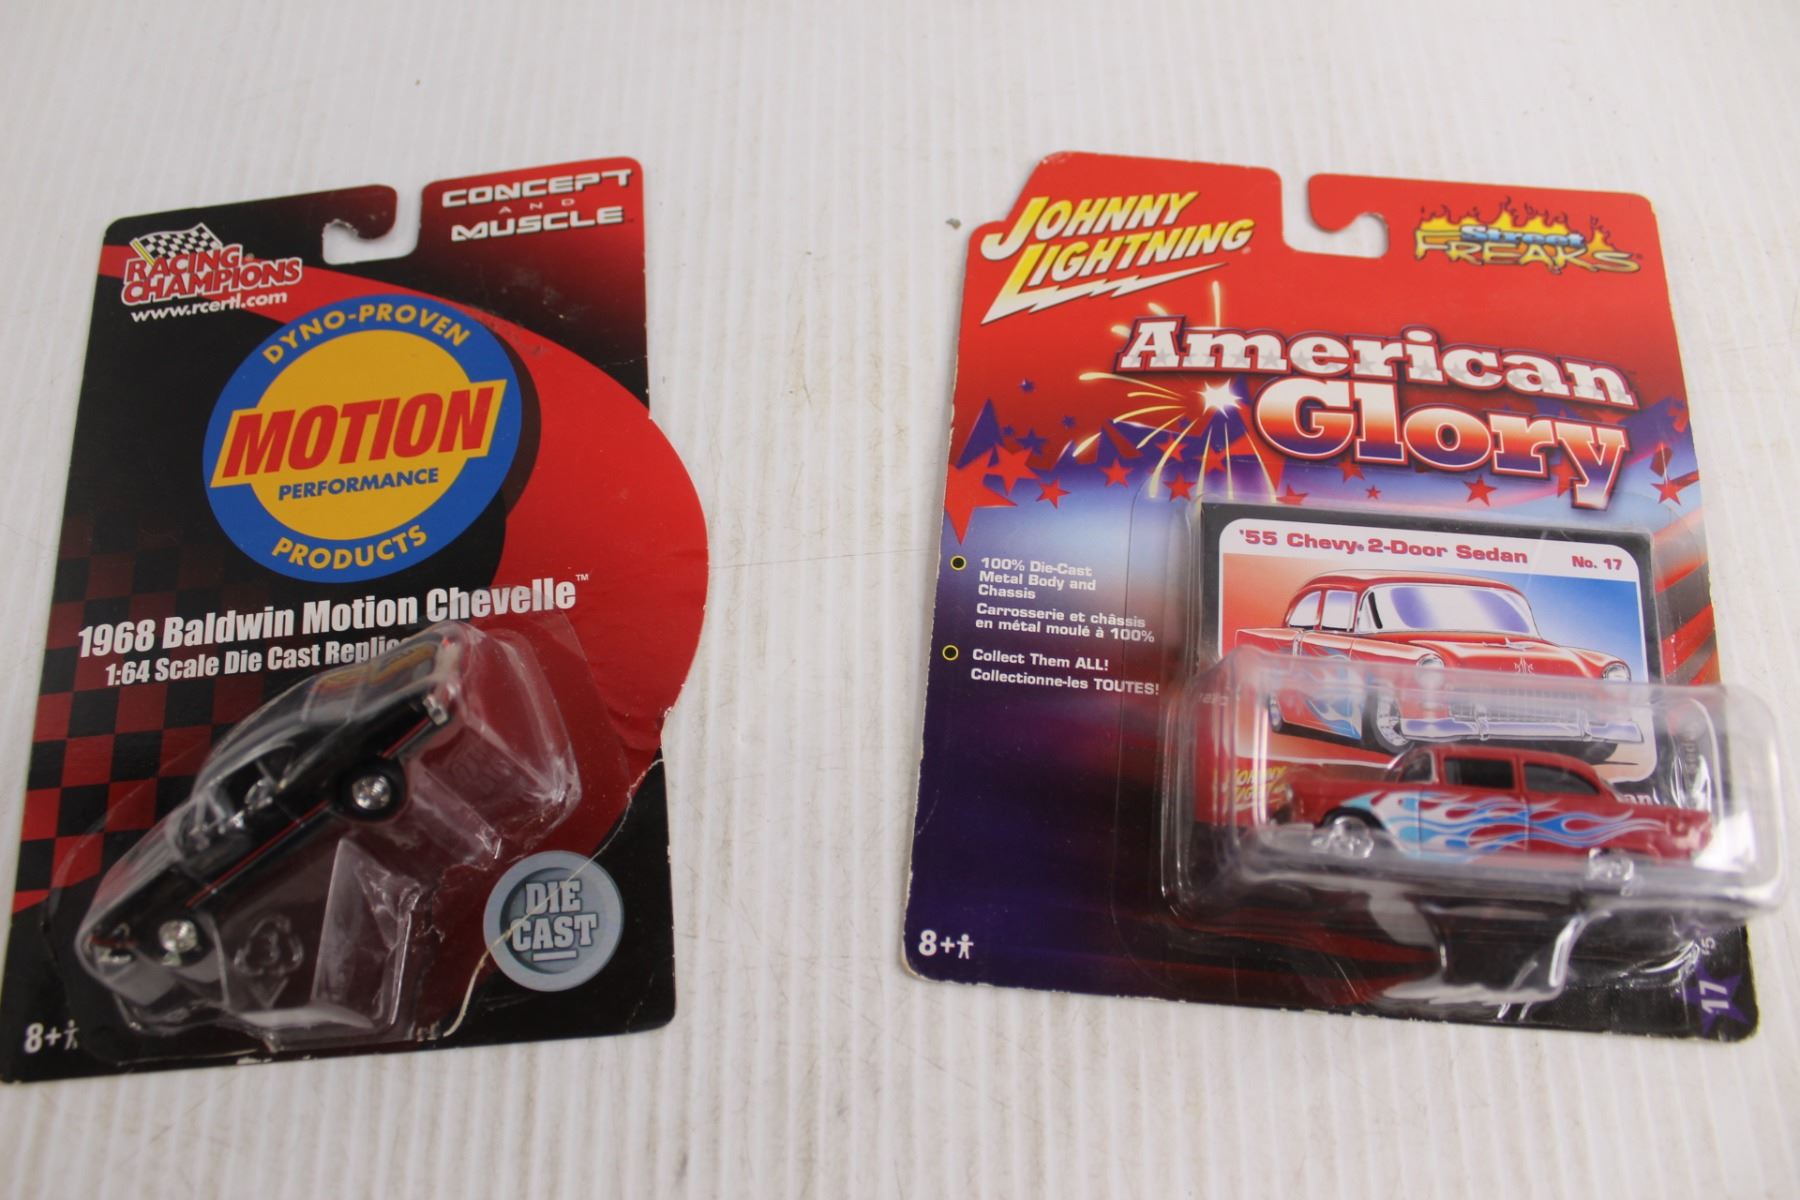 CONCEPT
AND
MUSCLE
RACING
CHAMPIONS
www.rcertl.com
DYNO-PROVEN
MOTION
PERFORMANCE
PRODUCTS
1968 Baldwin Motion Chevelle™
1:64 Scale Die Cast
DIE
CAST
8+
JOHNNY
LIGHTNING
Street
FREAKS
American
Glory
'55 Chevy® 2-Door Sedan
No. 17
100% Die-Cast
Metal Body and
Chassis
Carrosserie et châssis
en métal moulé à 100%
Collect Them ALL!
Collectionne-les TOUTES!
JOHNNY
8+
17